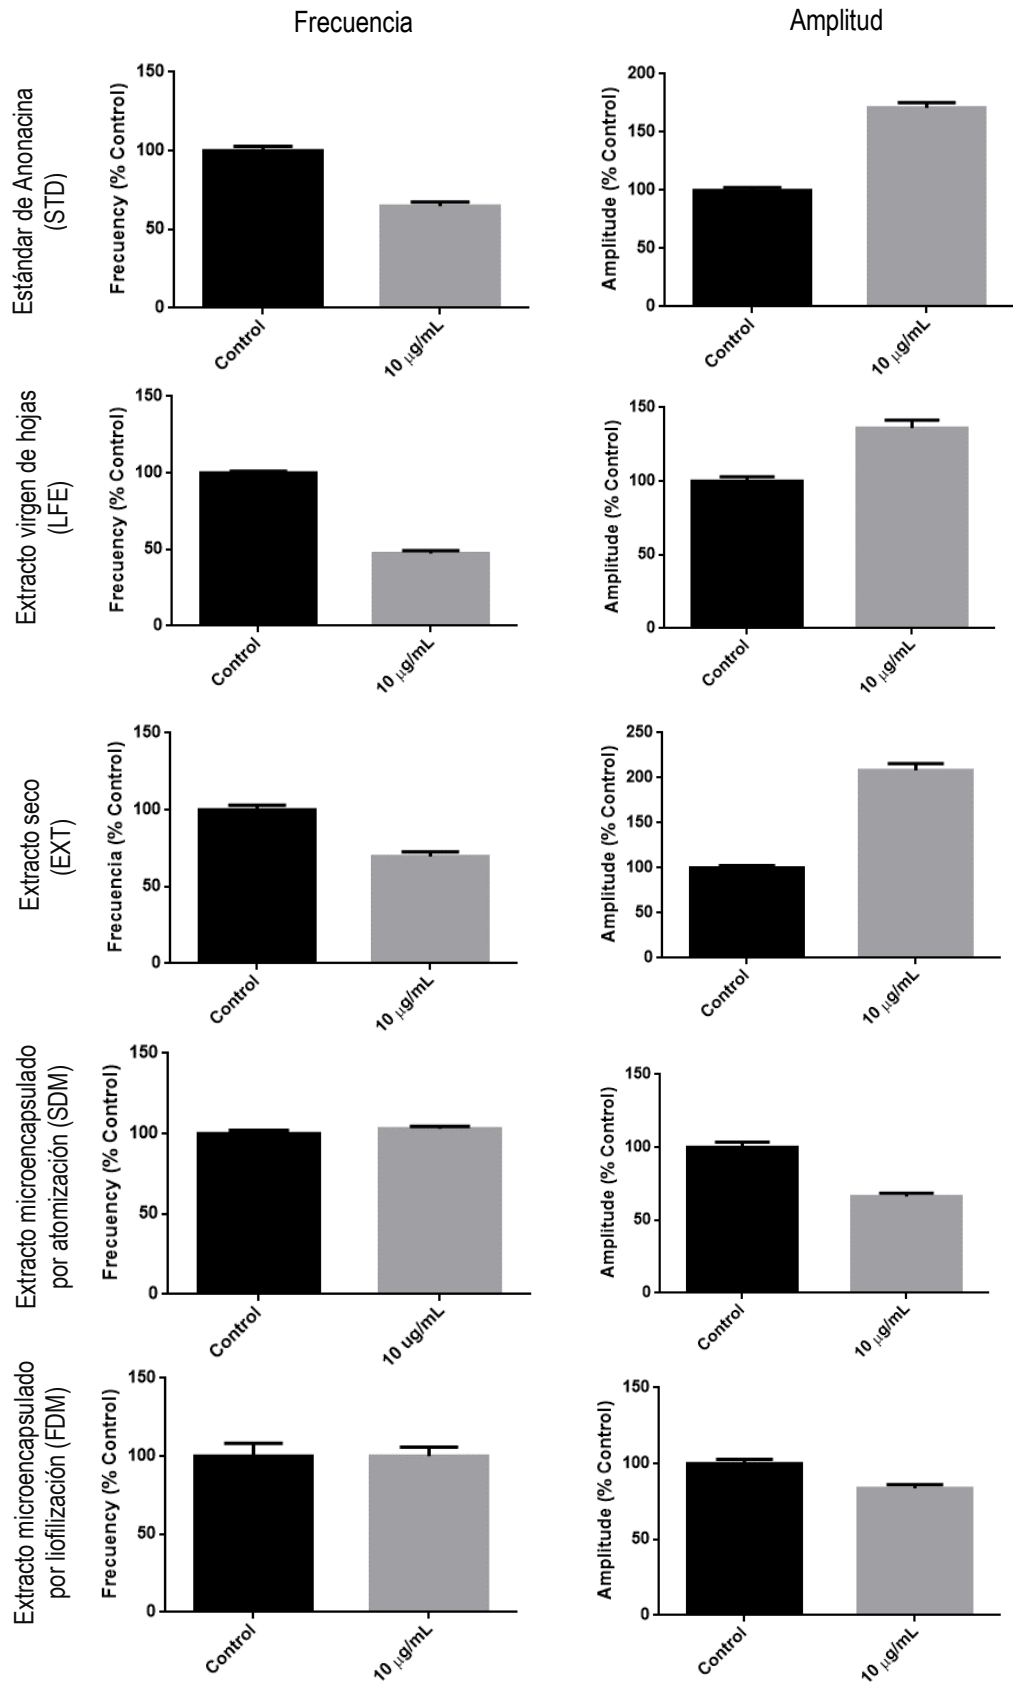 Frecuencia
Amplitud
Estándar de Anonacina
(STD)
Frecuency (% Control)
150
100
50
0
Control
10 µg/mL
Amplitude (% Control)
200
150
100
50
0
Control
10 µg/mL
Extracto virgen de hojas
(LFE)
Frecuency (% Control)
150
100
50
0
Control
10 µg/mL
Amplitude (% Control)
150
100
50
0
Control
10 µg/mL
Extracto seco
(EXT)
Frecuencia (% Control)
150
100
50
0
Control
10 µg/mL
Amplitude (% Control)
250
200
150
100
50
0
Control
10 µg/mL
Extracto microencapsulado
por atomización (SDM)
Frecuency (% Control)
150
100
50
0
Control
10 ug/mL
Amplitude (% Control)
150
100
50
0
Control
10 µg/mL
Extracto microencapsulado
por liofilización (FDM)
Frecuency (% Control)
150
100
50
0
Control
10 µg/mL
Amplitude (% Control)
150
100
50
0
Control
10 µg/mL